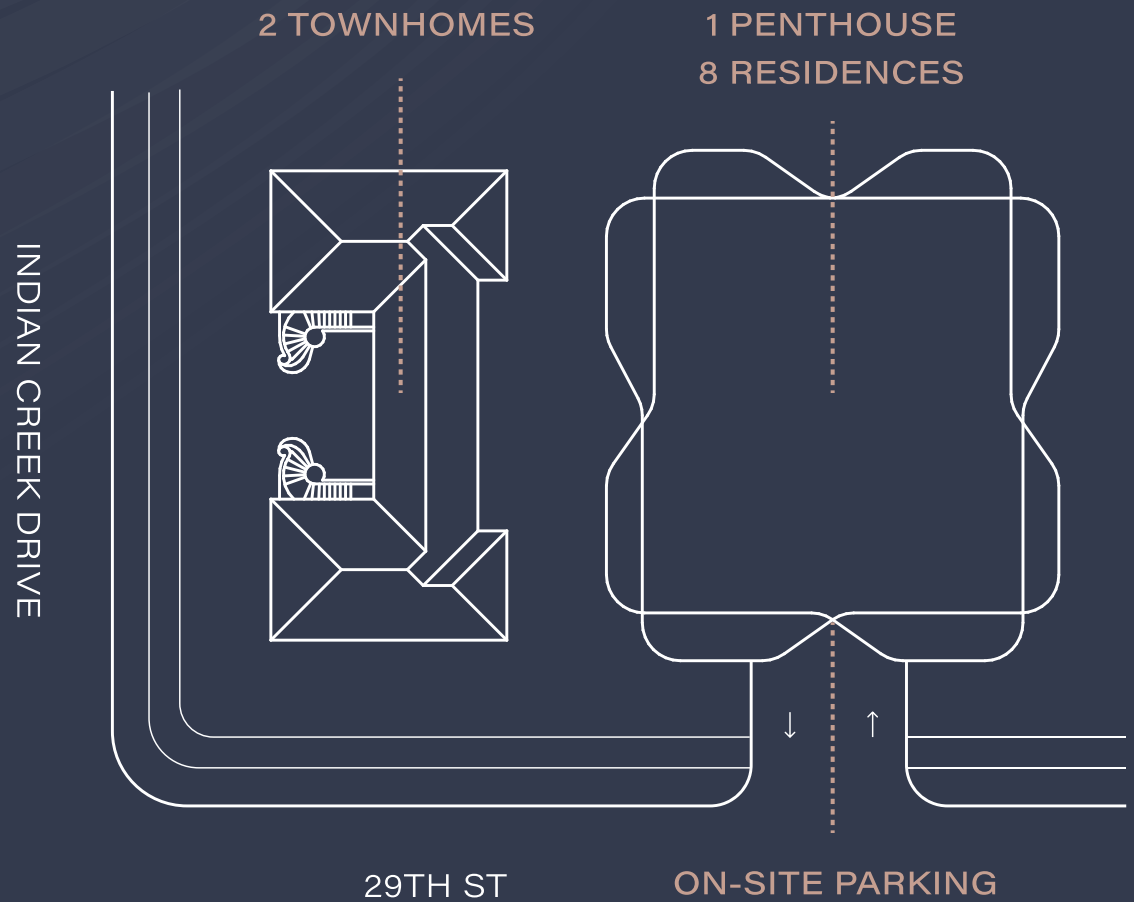 2 TOWNHOMES
1 PENTHOUSE
8 RESIDENCES
INDIAN CREEK DRIVE
29TH ST
ON-SITE PARKING